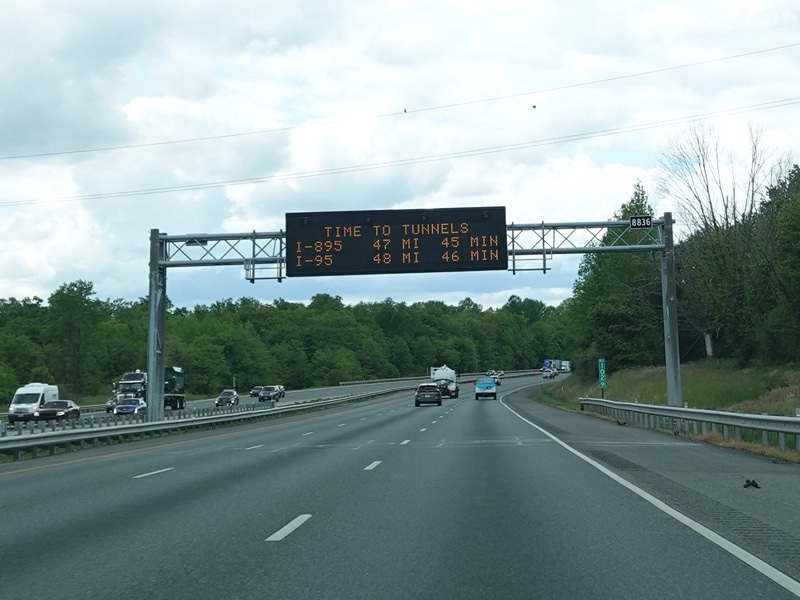 8836
TIME TO TUNNELS
I-895 47 MI 45 MIN
I-95 48 MI 46 MIN